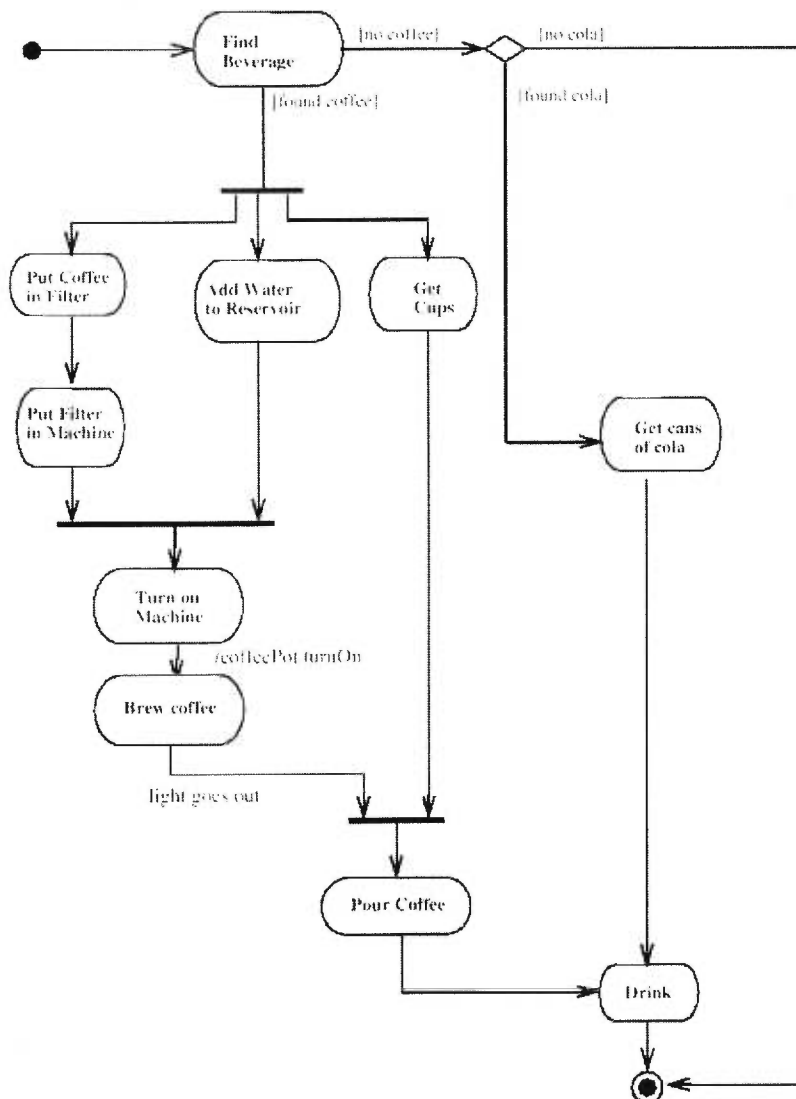 Find
Beverage
[no coffee]
[no cola]
[found coffee]
[found cola]
Put Coffee
in Filter
Add Water
to Reservoir
Get
Cups
Put Filter
in Machine
Get cans
of cola
Turn on
Machine
/coffeePot.turnOn
Brew coffee
light goes out
Pour Coffee
Drink